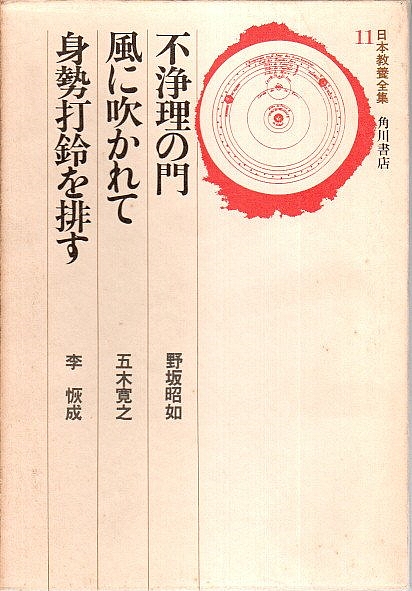 日本教養全集
11
角川書店
不浄理の門
野坂昭如
風に吹かれて
五木寛之
身勢打鈴を排す
李 恢成